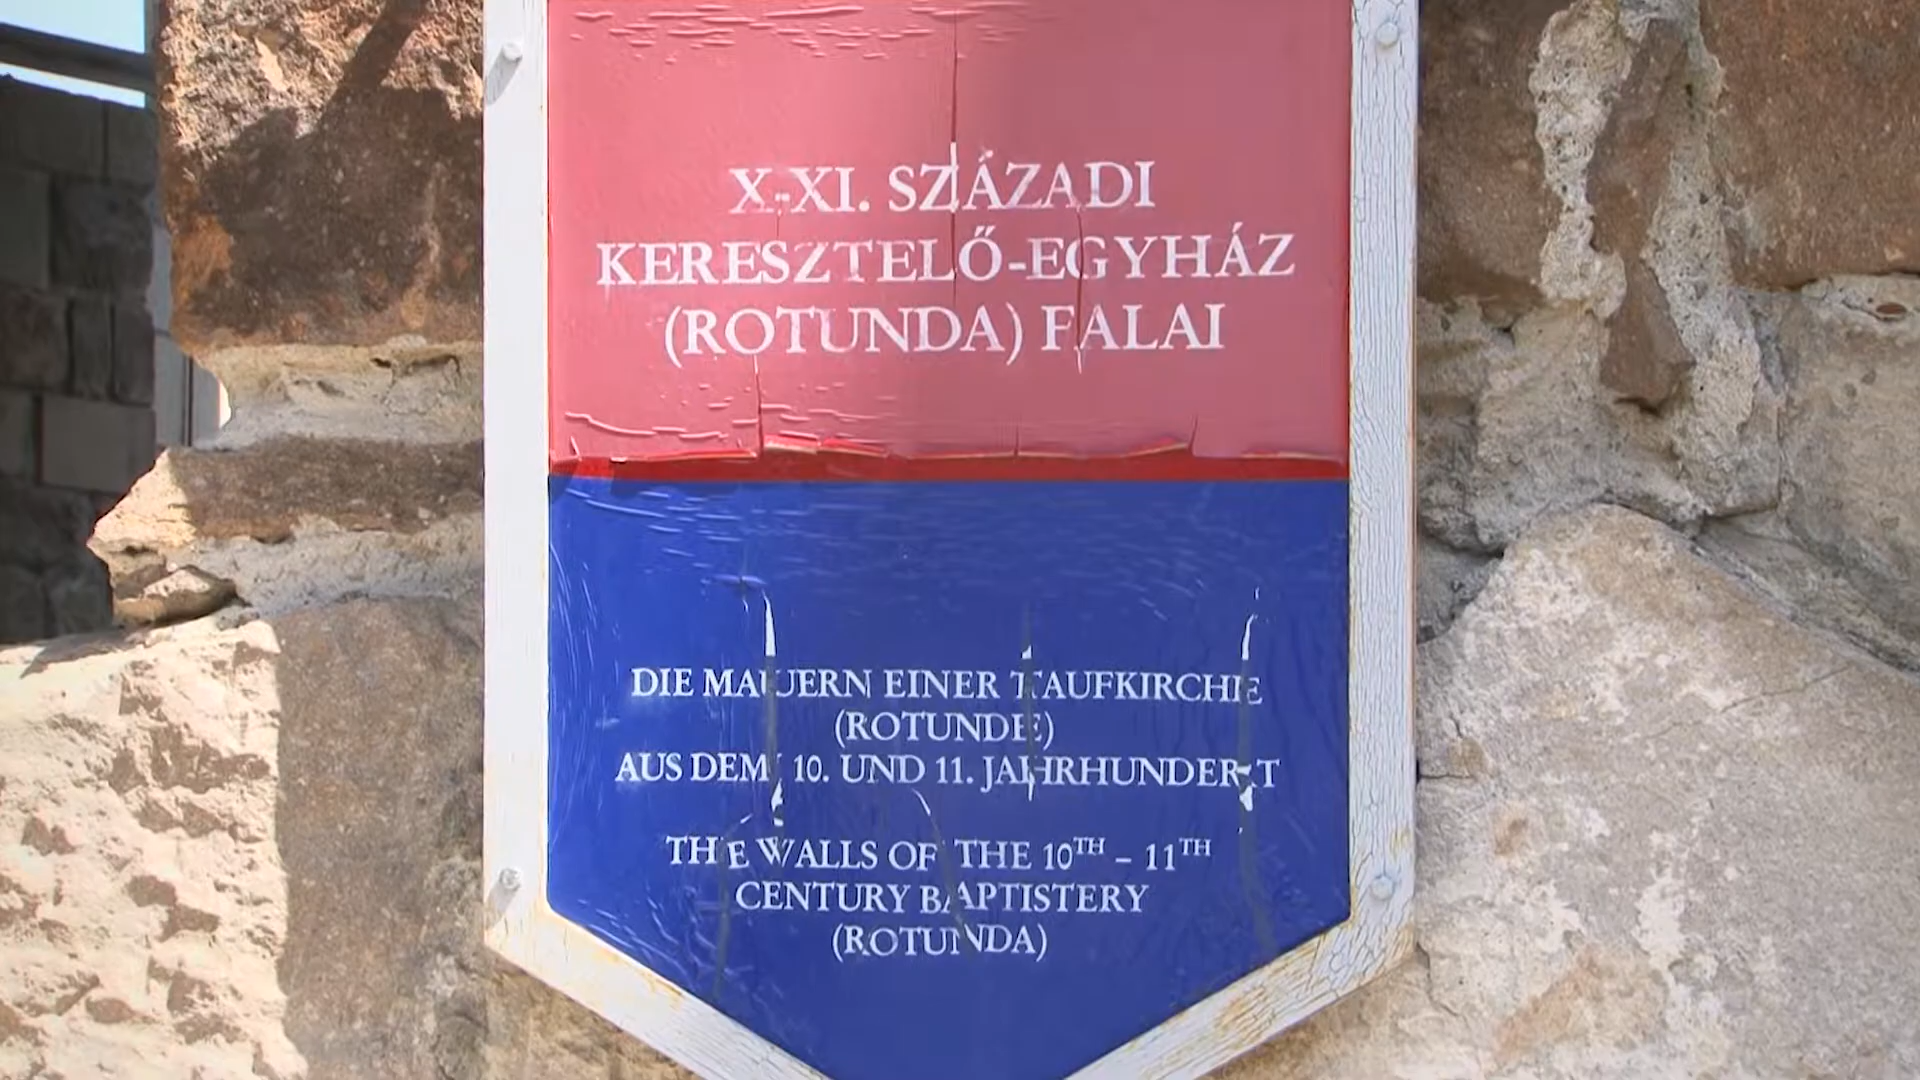 X-XI. SZÁZADI
KERESZTELŐ-EGYHÁZ
(ROTUNDA) FALAI
DIE MAUERN EINER TAUFKIRCHE
(ROTUNDE)
AUS DEM 10. UND 11. JAHRHUNDERT
THE WALLS OF THE 10TH – 11TH
CENTURY BAPTISTERY
(ROTUNDA)